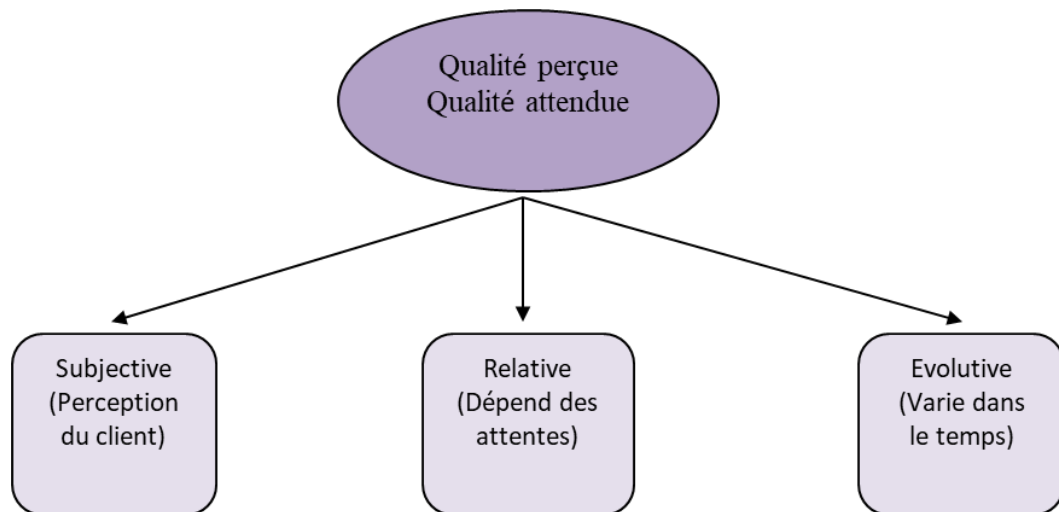 Qualité perçue
Qualité attendue
Subjective
(Perception
du client)
Relative
(Dépend des
attentes)
Evolutive
(Varie dans
le temps)